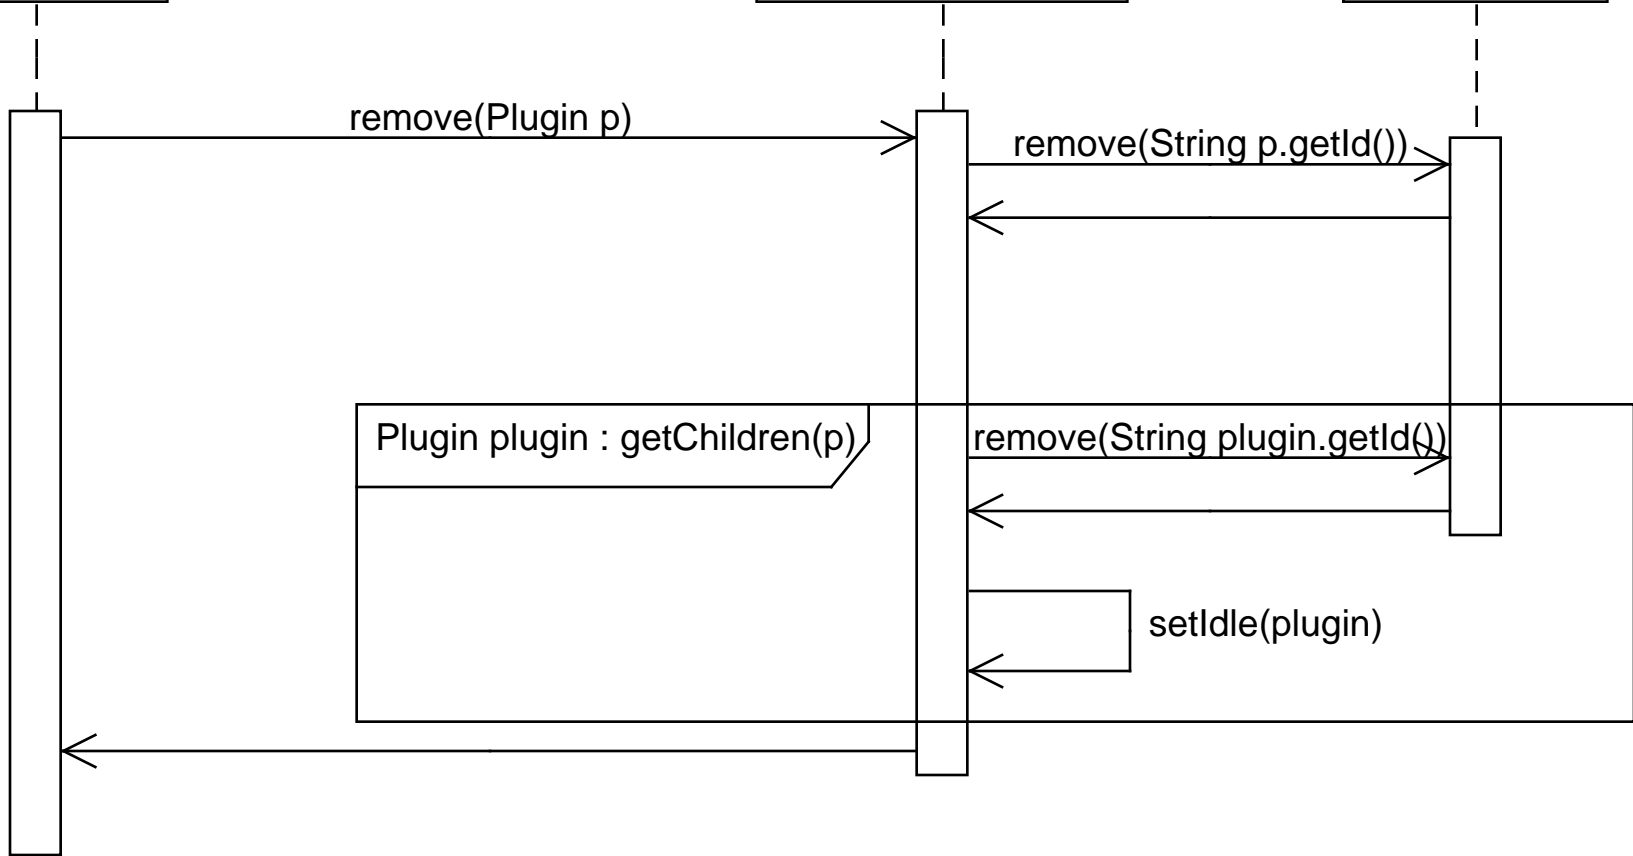 remove(Plugin p)
remove(String p.getId())
Plugin plugin : getChildren(p)
remove(String plugin.getId())
setIdle(plugin)